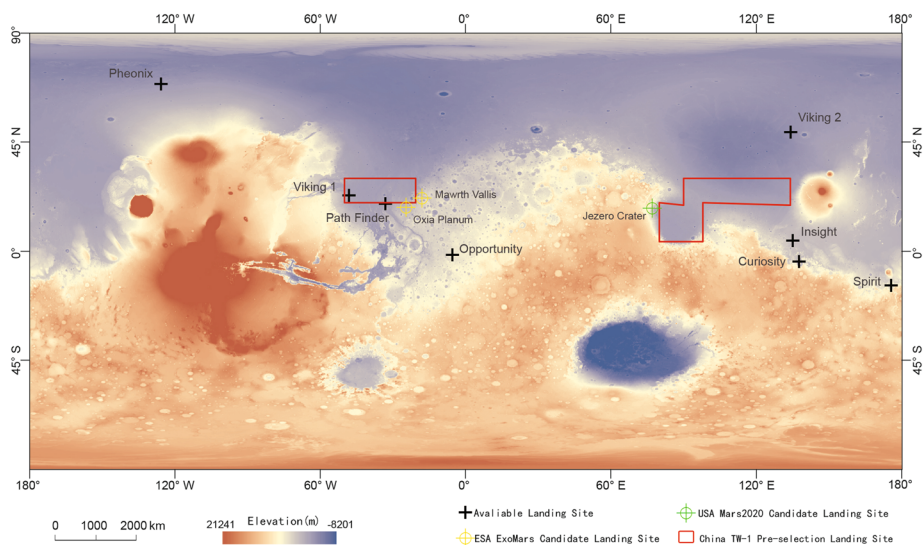 120° W 60° W 0° 60° E 120° E 180°
90°
Pheonix
Viking 2
45°N
45°N
Viking 1
Mawrth Vallis
Path Finder
Oxia Planum
Jezero Crater
Insight
0°
Opportunity
Curiosity
0°
Spirit
45°S
45°S
180° 120° W 60° W 0° 60° E 120° E 180°
0 1000 2000 km
21241 Elevation(m) -8201
Avaliable Landing Site
USA Mars2020 Candidate Landing Site
ESA ExoMars Candidate Landing Site
China TW-1 Pre-selection Landing Site